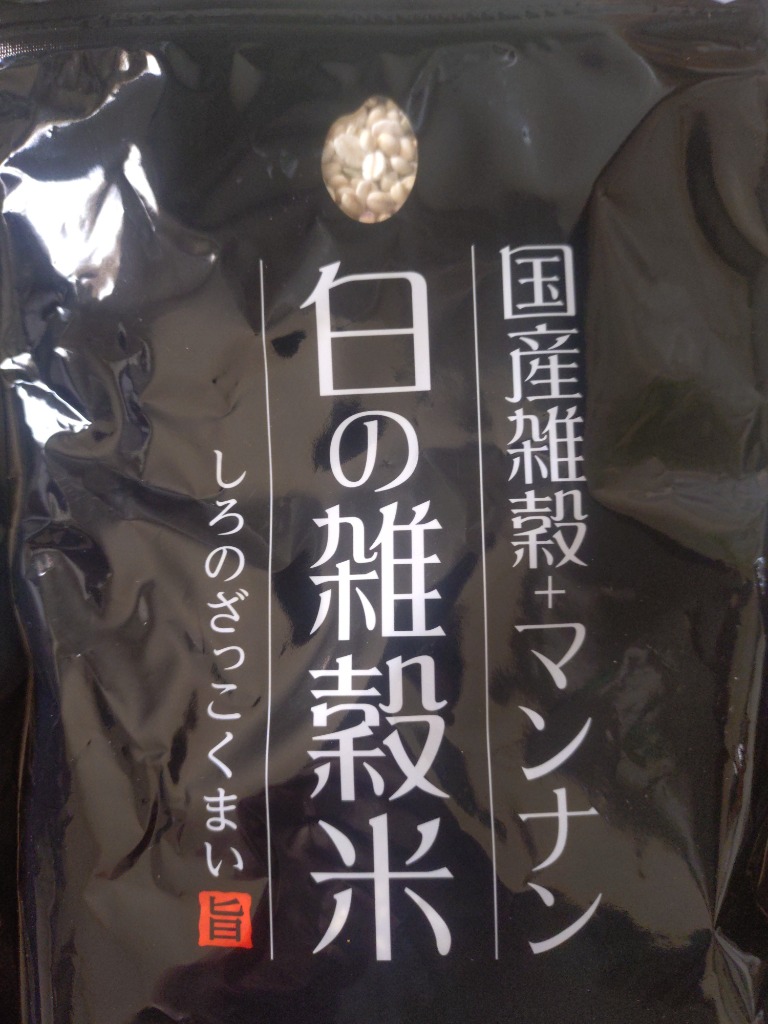 国産雑穀+マンナン
白の雑穀米
しろのざっこくまい
旨